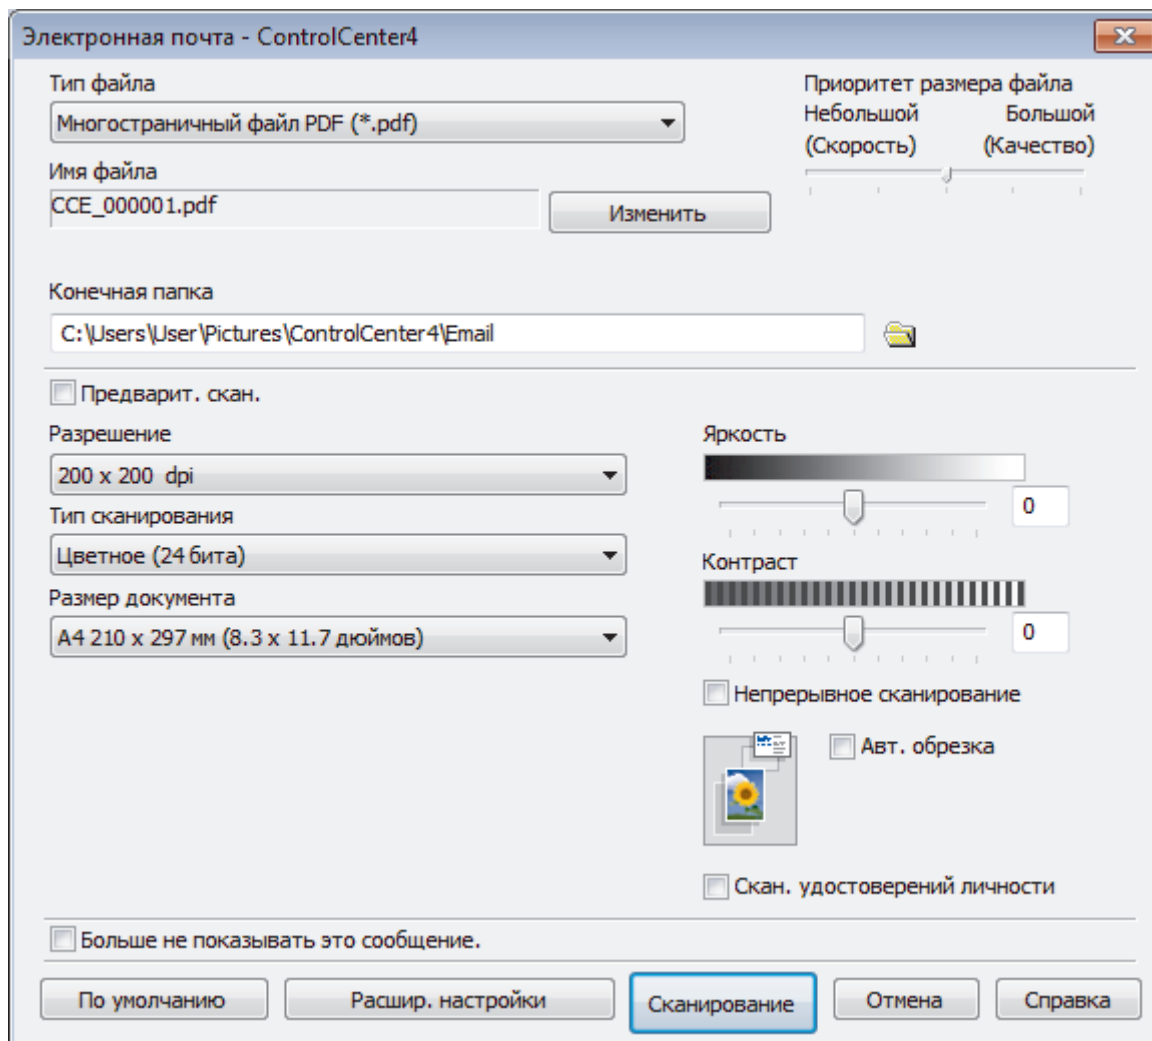 Электронная почта - ControlCenter4
Тип файла
Многостраничный файл PDF (*.pdf)
Приоритет размера файла
Небольшой Большой
(Скорость) (Качество)
Имя файла
CCE_000001.pdf
Изменить
Конечная папка
C:\Users\User\Pictures\ControlCenter4\Email
Предварит. скан.
Разрешение
200 x 200 dpi
Тип сканирования
Цветное (24 бита)
Размер документа
A4 210 x 297 мм (8.3 x 11.7 дюймов)
Яркость
0
Контраст
0
Непрерывное сканирование
Авт. обрезка
Скан. удостоверений личности
Больше не показывать это сообщение.
По умолчанию Расшир. настройки Сканирование Отмена Справка